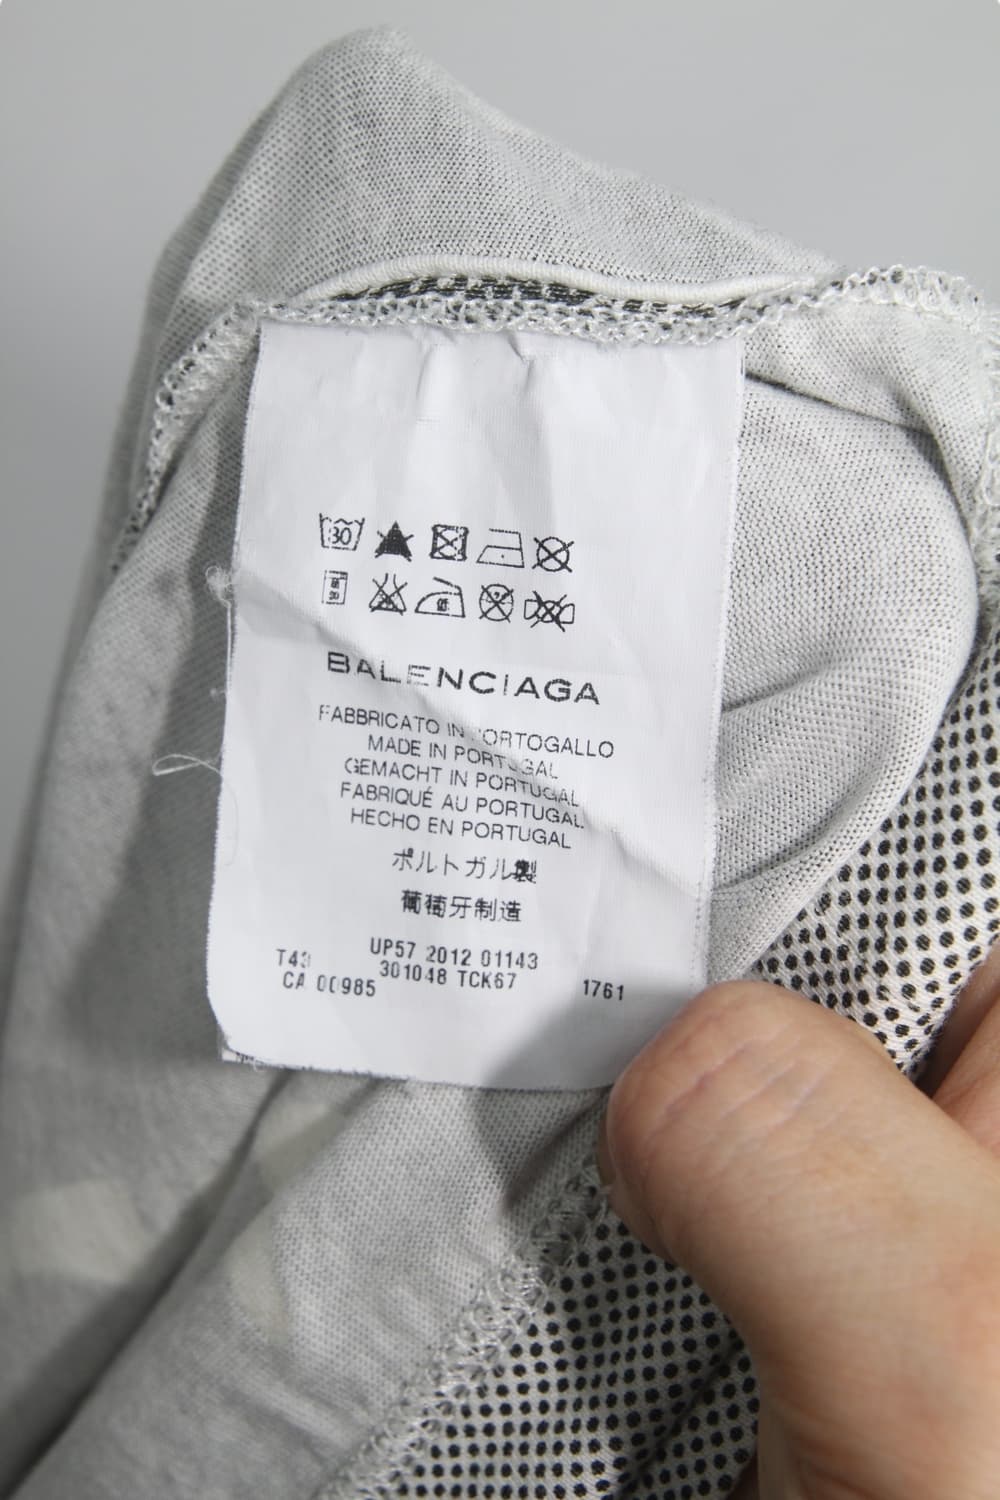 30
BALENCIAGA
FABBRICATO IN PORTOGALLO
MADE IN PORTUGAL
GEMACHT IN PORTUGAL
FABRIQUÉ AU PORTUGAL
HECHO EN PORTUGAL
ポルトガル製
葡萄牙制造
T43 UP57 2012 01143
CA 00985 301048 TCK67 1761